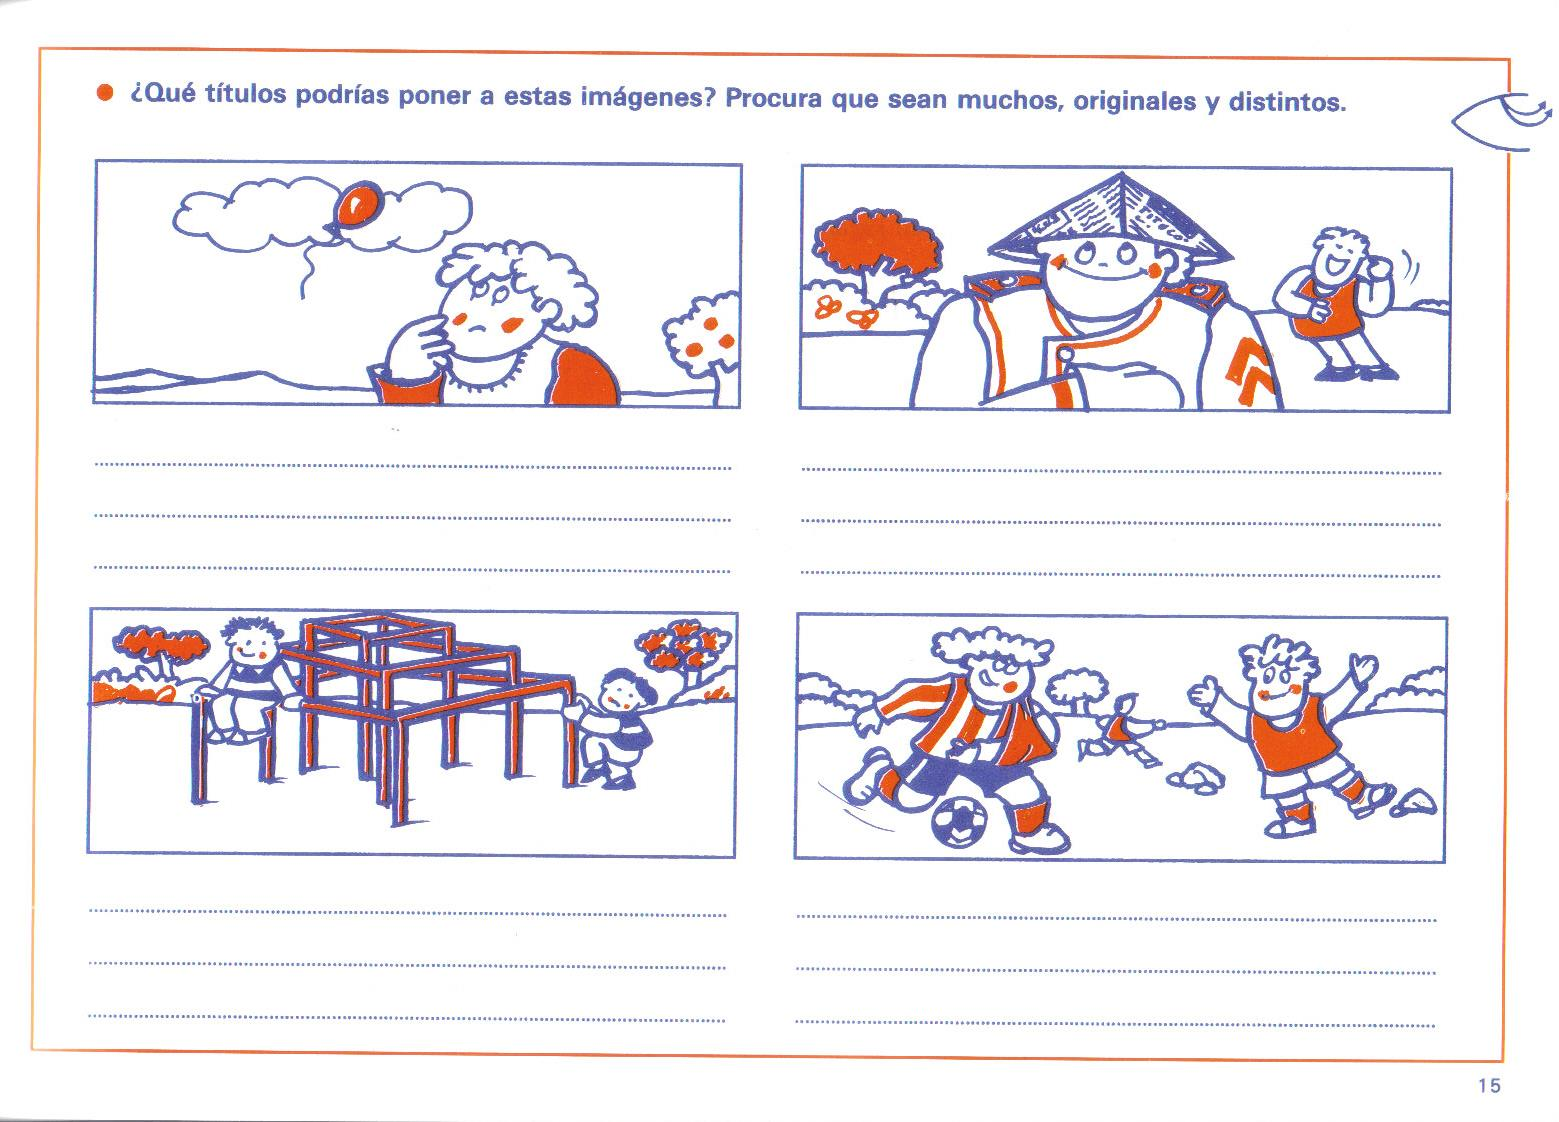 ¿Qué títulos podrías poner a estas imágenes? Procura que sean muchos, originales y distintos.
15